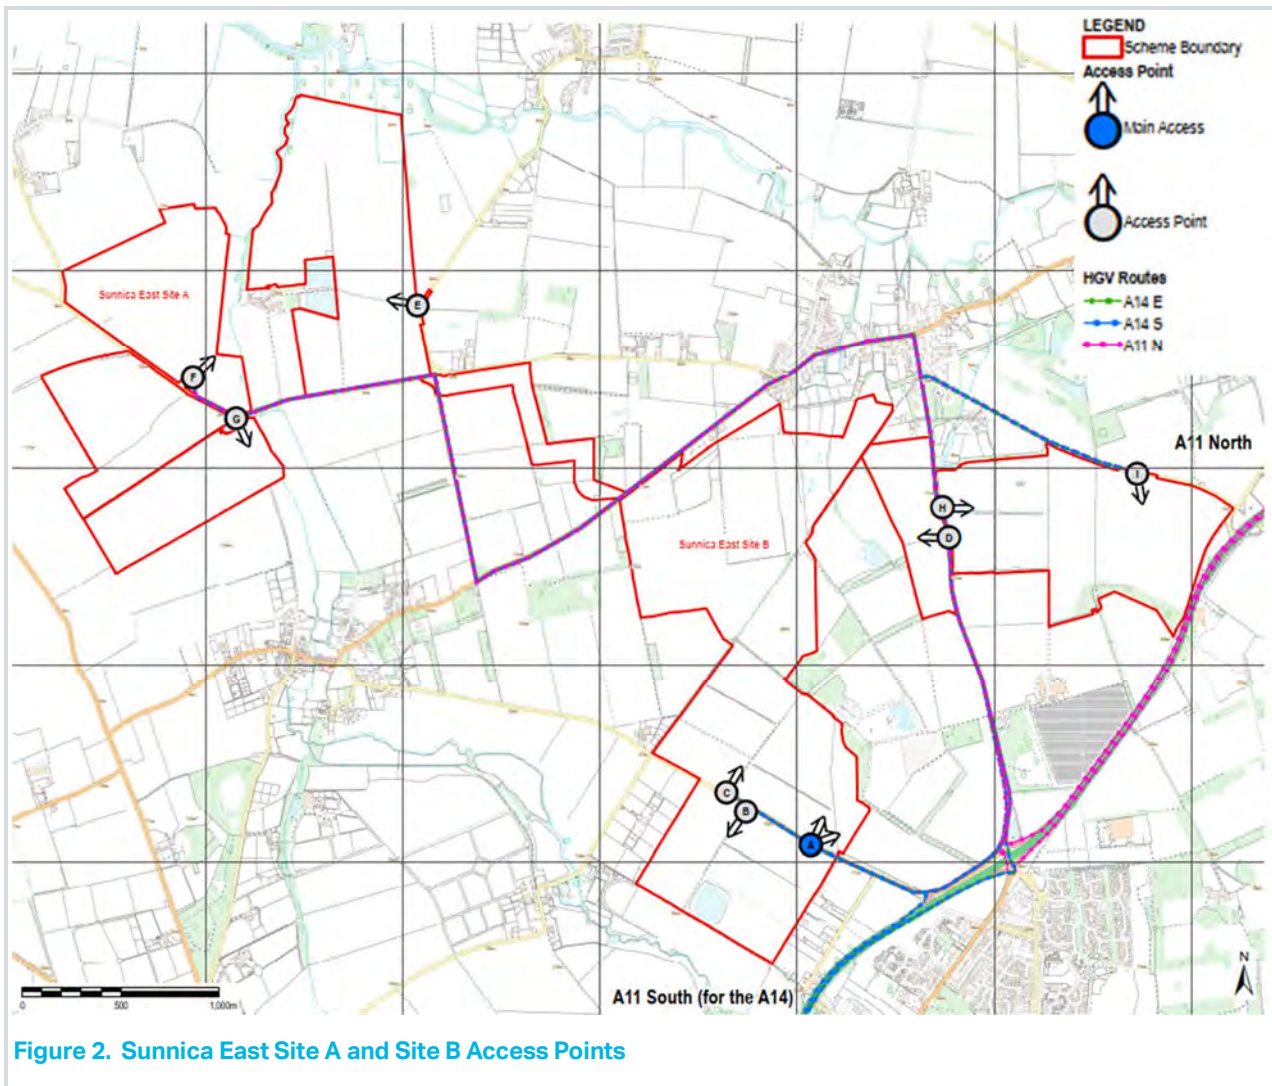 LEGEND
Scheme Boundary
Access Point
Main Access
Access Point
HGV Routes
A14 E
A14 S
A11 N
Sunnica East Site A
E
F
G
A11 North
I
H
D
Sunnica East Site B
C
B
A
N
0 500 1,000m
A11 South (for the A14)
Figure 2. Sunnica East Site A and Site B Access Points